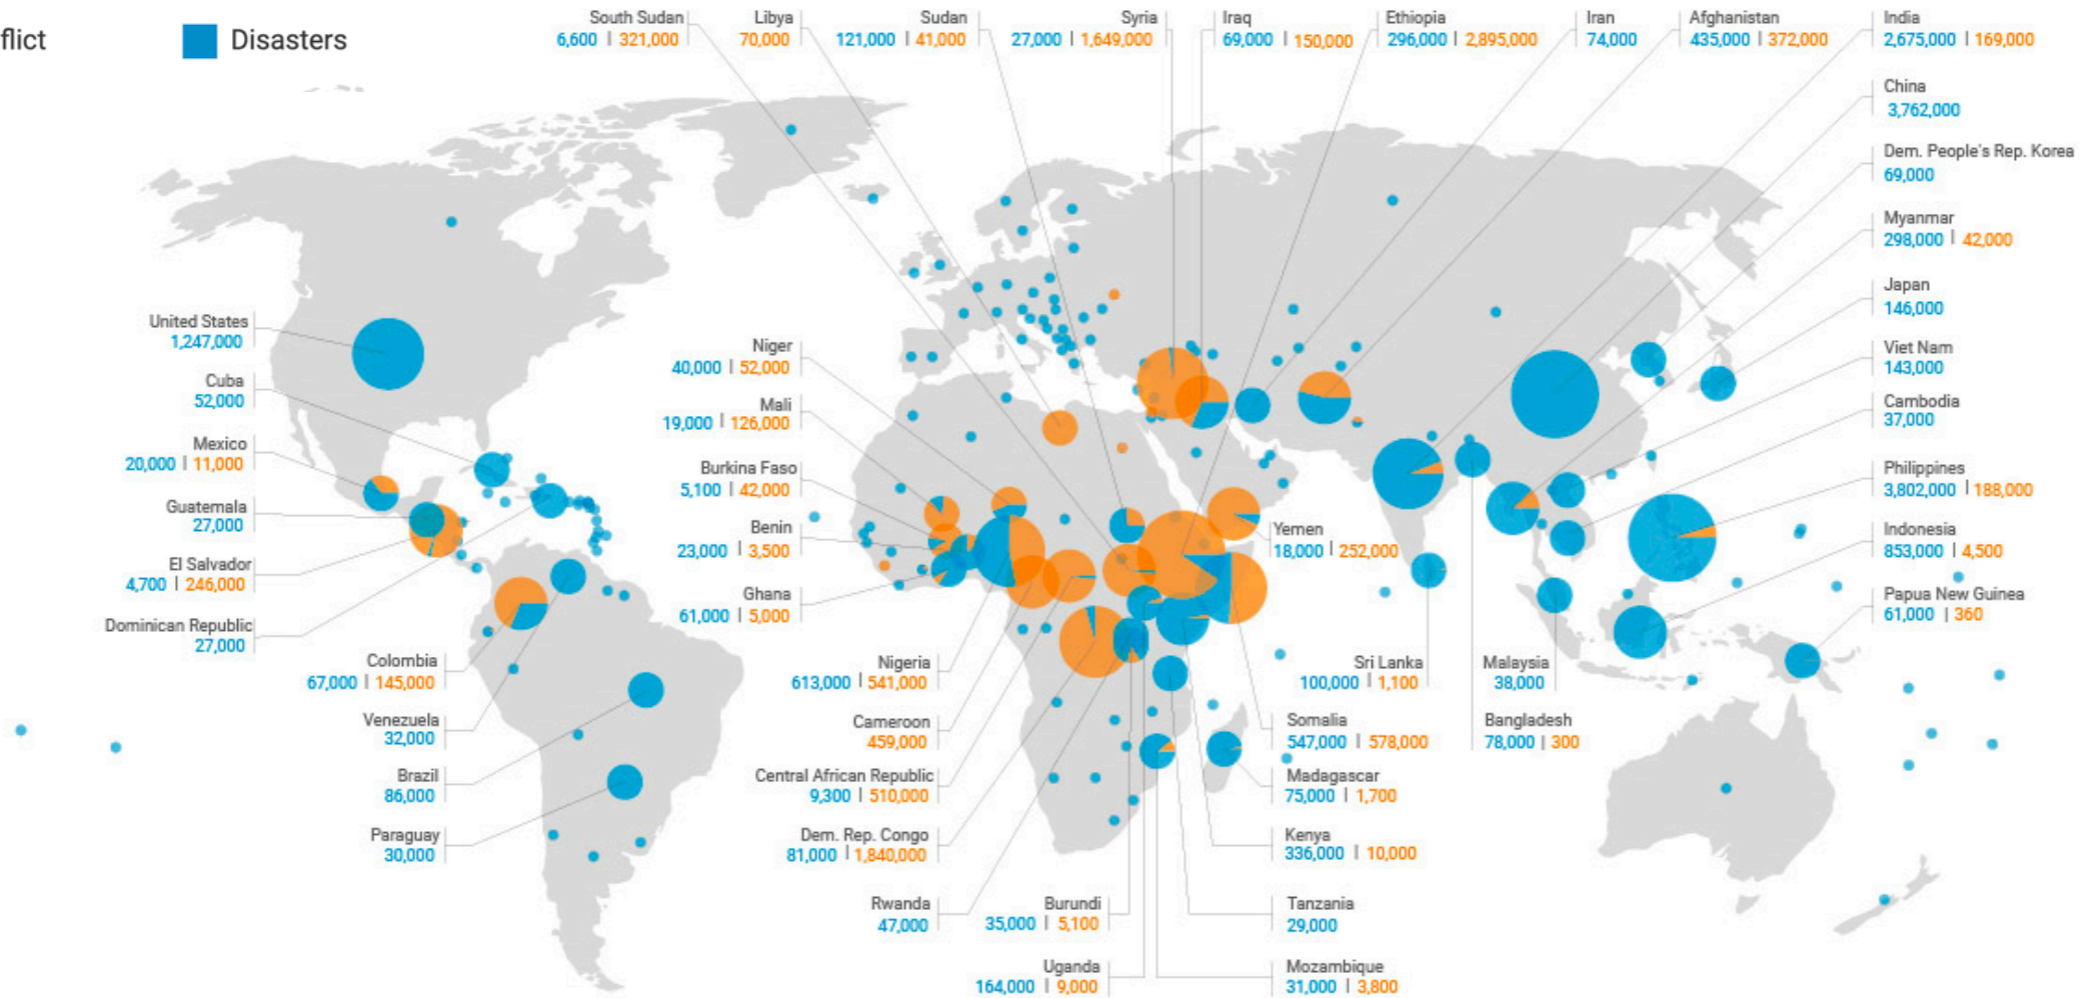 flict
Disasters
South Sudan
6,600 | 321,000
Libya
70,000
Sudan
121,000 | 41,000
Syria
27,000 | 1,649,000
Iraq
69,000 | 150,000
Ethiopia
296,000 | 2,895,000
Iran
74,000
Afghanistan
435,000 | 372,000
India
2,675,000 | 169,000
China
3,762,000
Dem. People's Rep. Korea
69,000
Myanmar
298,000 | 42,000
Japan
146,000
Viet Nam
143,000
Cambodia
37,000
Philippines
3,802,000 | 188,000
Indonesia
853,000 | 4,500
Papua New Guinea
61,000 | 360
United States
1,247,000
Cuba
52,000
Mexico
20,000 | 11,000
Guatemala
27,000
El Salvador
4,700 | 246,000
Dominican Republic
27,000
Colombia
67,000 | 145,000
Venezuela
32,000
Brazil
86,000
Paraguay
30,000
Niger
40,000 | 52,000
Mali
19,000 | 126,000
Burkina Faso
5,100 | 42,000
Benin
23,000 | 3,500
Ghana
61,000 | 5,000
Nigeria
613,000 | 541,000
Cameroon
459,000
Central African Republic
9,300 | 510,000
Dem. Rep. Congo
81,000 | 1,840,000
Rwanda
47,000
Burundi
35,000 | 5,100
Uganda
164,000 | 9,000
Yemen
18,000 | 252,000
Sri Lanka
100,000 | 1,100
Malaysia
38,000
Somalia
547,000 | 578,000
Bangladesh
78,000 | 300
Madagascar
75,000 | 1,700
Kenya
336,000 | 10,000
Tanzania
29,000
Mozambique
31,000 | 3,800